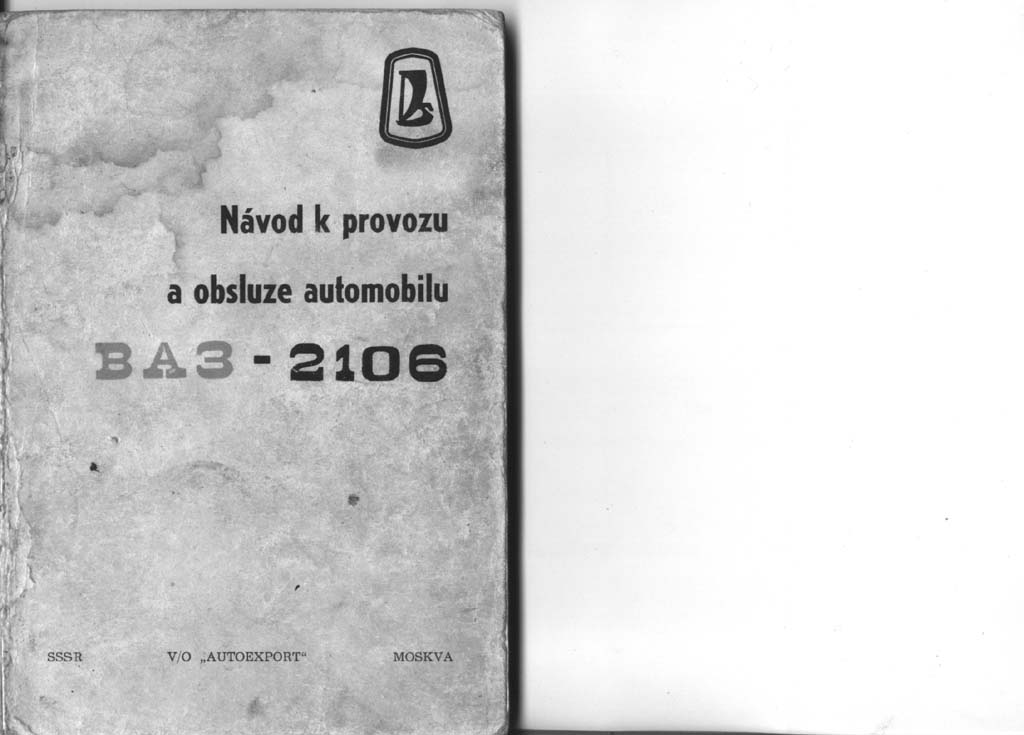 Návod k provozu
a obsluze automobilu
ВАЗ - 2106
SSSR V/O „AUTOEXPORT“ MOSKVA